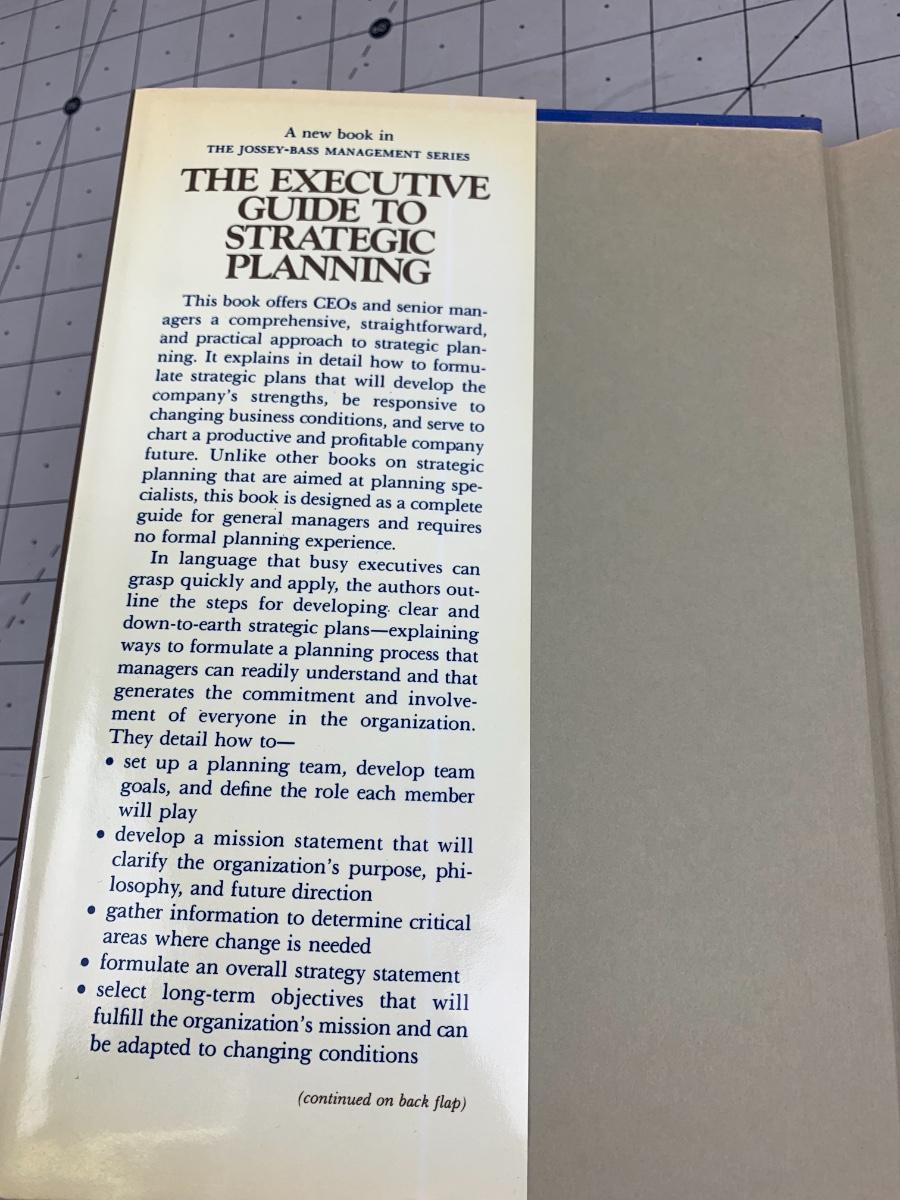 A new book in
THE JOSSEY-BASS MANAGEMENT SERIES
THE EXECUTIVE
GUIDE TO
STRATEGIC
PLANNING
This book offers CEOs and senior man-
agers a comprehensive, straightforward,
and practical approach to strategic plan-
ning. It explains in detail how to formu-
late strategic plans that will develop the
company's strengths, be responsive to
changing business conditions, and serve to
chart a productive and profitable company
future. Unlike other books on strategic
planning that are aimed at planning spe-
cialists, this book is designed as a complete
guide for general managers and requires
no formal planning experience.
In language that busy executives can
grasp quickly and apply, the authors out-
line the steps for developing clear and
down-to-earth strategic plans—explaining
ways to formulate a planning process that
managers can readily understand and that
generates the commitment and involve-
ment of everyone in the organization.
They detail how to—
• set up a planning team, develop team
goals, and define the role each member
will play
• develop a mission statement that will
clarify the organization's purpose, phi-
losophy, and future direction
• gather information to determine critical
areas where change is needed
• formulate an overall strategy statement
• select long-term objectives that will
fulfill the organization's mission and can
be adapted to changing conditions
(continued on back flap)